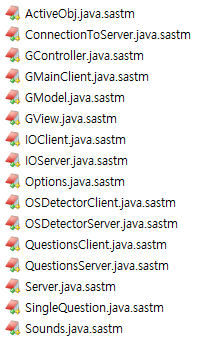 ActiveObj.java.sastm
ConnectionToServer.java.sastm
GController.java.sastm
GMainClient.java.sastm
GModel.java.sastm
GView.java.sastm
IOClient.java.sastm
IOServer.java.sastm
Options.java.sastm
OSDetectorClient.java.sastm
OSDetectorServer.java.sastm
QuestionsClient.java.sastm
QuestionsServer.java.sastm
Server.java.sastm
SingleQuestion.java.sastm
Sounds.java.sastm